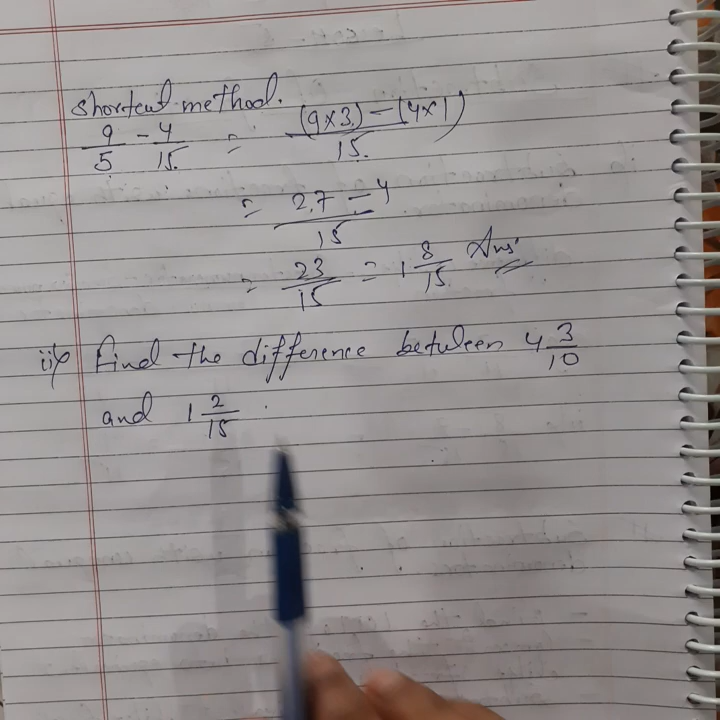 Shortcut method.
9/5 - 4/15 = (9×3) - (4×1)/15.
= 27 - 4/15
= 23/15 = 1 8/15 Ans
ii) Find the difference between 4 3/10
and 1 2/15.